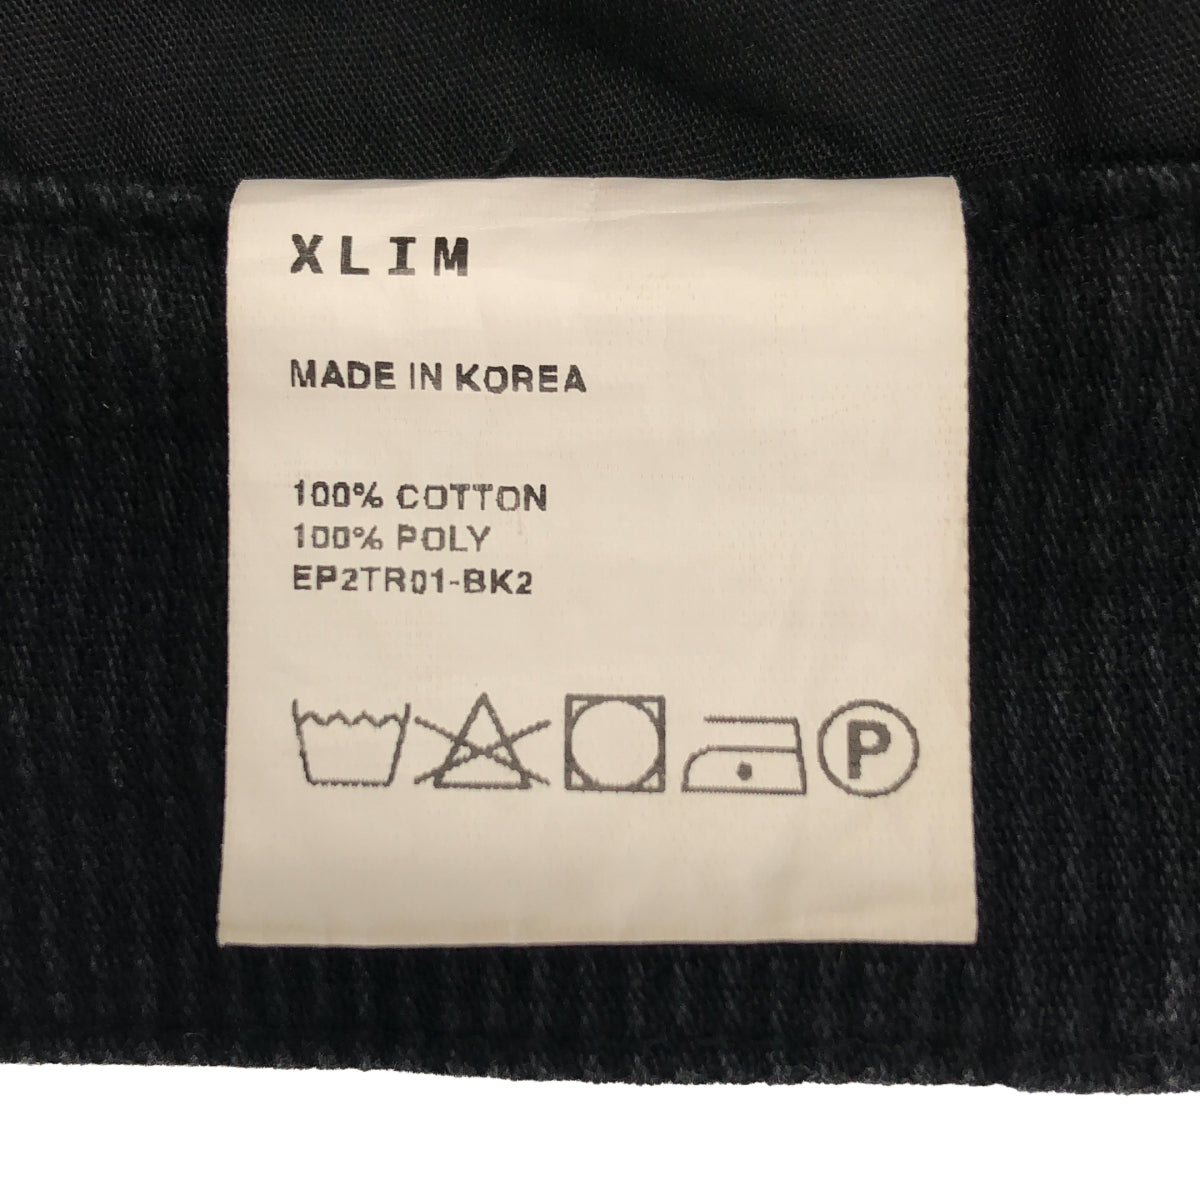 XLIM
MADE IN KOREA
100% COTTON
100% POLY
EP2TR01-BK2
P